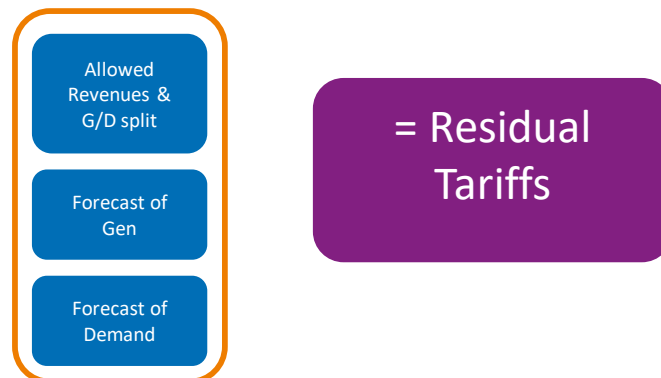 Allowed
Revenues &
G/D split
Forecast of
Gen
Forecast of
Demand
= Residual
Tariffs